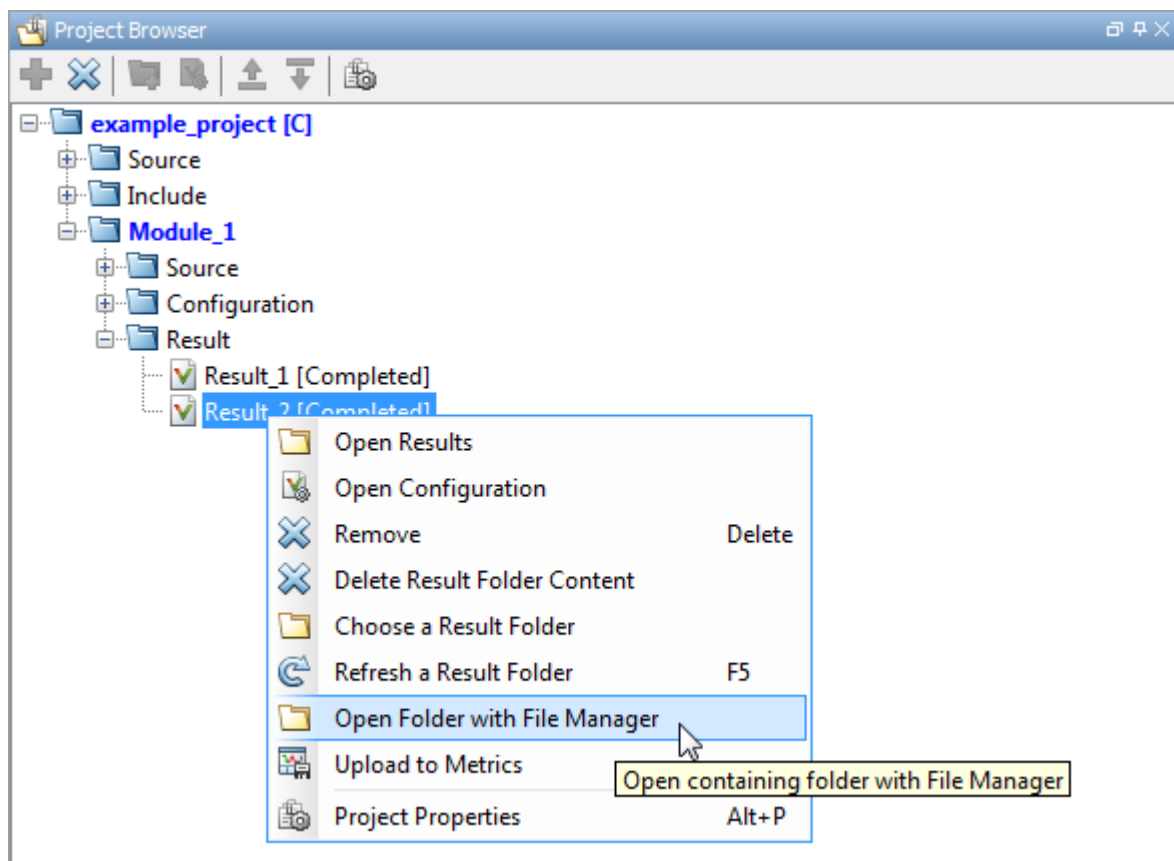 Project Browser
example_project [C]
Source
Include
Module_1
Source
Configuration
Result
Result_1 [Completed]
Result_2 [Completed]
Open Results
Open Configuration
Remove Delete
Delete Result Folder Content
Choose a Result Folder
Refresh a Result Folder F5
Open Folder with File Manager
Upload to Metrics
Open containing folder with File Manager
Project Properties Alt+P